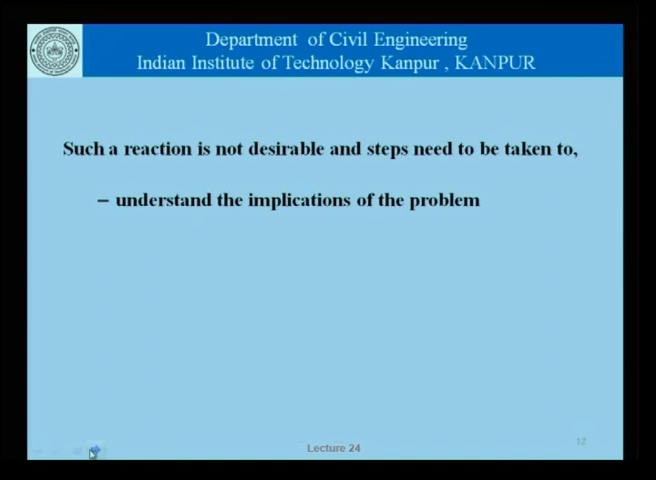 Department of Civil Engineering
Indian Institute of Technology Kanpur , KANPUR
Such a reaction is not desirable and steps need to be taken to,
– understand the implications of the problem
Lecture 24
12